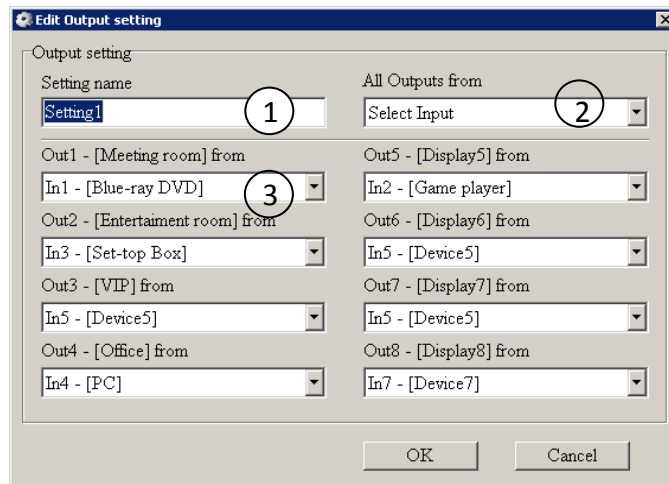 Edit Output setting
Output setting
Setting name
All Outputs from
Setting1
1
Select Input
2
Out1 - [Meeting room] from
Out5 - [Display5] from
In1 - [Blue-ray DVD]
3
In2 - [Game player]
Out2 - [Entertaiment room] from
Out6 - [Display6] from
In3 - [Set-top Box]
In5 - [Device5]
Out3 - [VIP] from
Out7 - [Display7] from
In5 - [Device5]
In5 - [Device5]
Out4 - [Office] from
Out8 - [Display8] from
In4 - [PC]
In7 - [Device7]
OK
Cancel